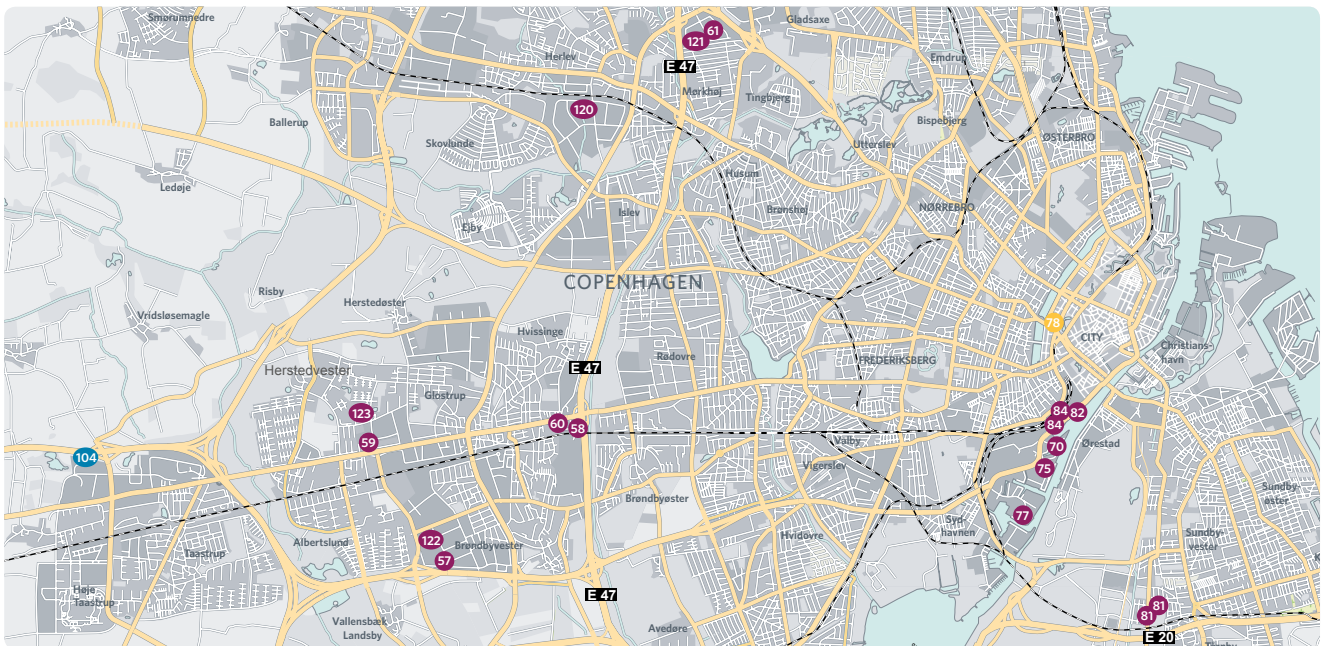 Smørumnedre
Gladsaxe
61
121
Herlev
Emdrup
E 47
Mørkhøj
Tingbjerg
120
Ballerup
Bispebjerg
ØSTERBRO
Skovlunde
Utterslev
Husum
Ledøje
Islev
Brønshøj
NØRREBRO
Ejby
COPENHAGEN
Risby
Herstedøster
Vridsløsemagle
78
Hvissinge
CITY
Christians-
havn
Rødovre
FREDERIKSBERG
E 47
Herstedvester
Glostrup
123
84
82
60
58
84
59
Valby
Ørestad
70
104
Vigerslev
75
Brøndbyøster
Sundby-
øster
77
Syd-
havnen
Hvidovre
Sundby-
vester
122
Albertslund
Brøndbyvester
Taastrup
57
Høje
Taastrup
E 47
81
81
Vallensbæk
Landsby
Avedøre
E 20